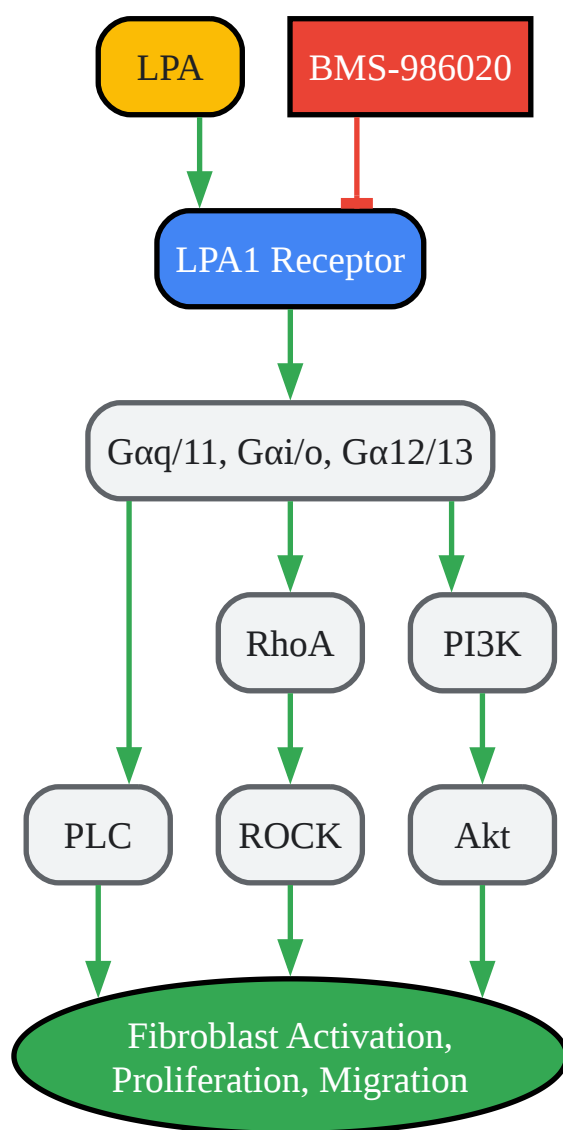 LPA
BMS-986020
LPA1 Receptor
Gαq/11, Gαi/o, Gα12/13
RhoA
PI3K
PLC
ROCK
Akt
Fibroblast Activation,
Proliferation, Migration